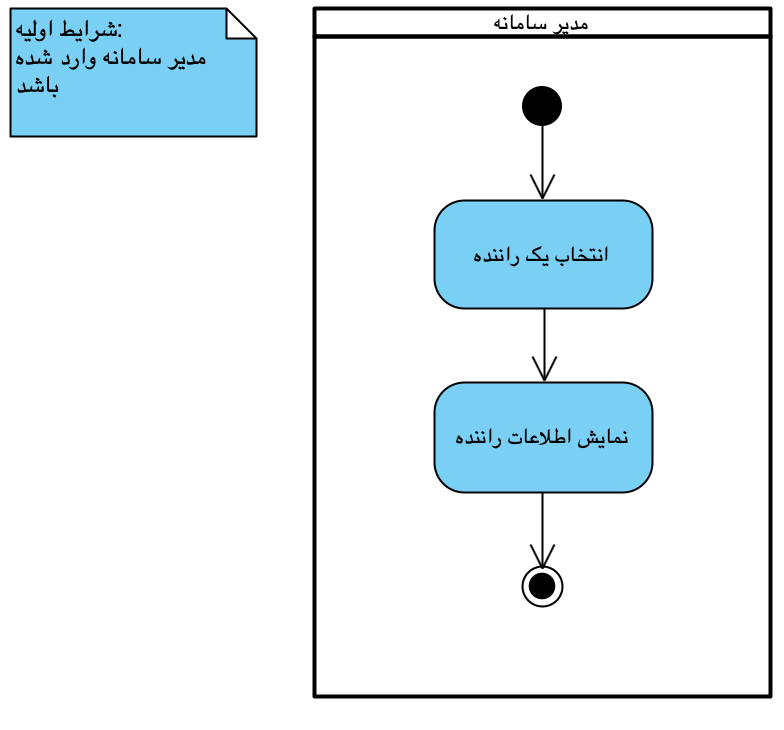 شرایط اولیه:
مدیر سامانه وارد شده
باشد
مدیر سامانه
انتخاب یک راننده
نمایش اطلاعات راننده